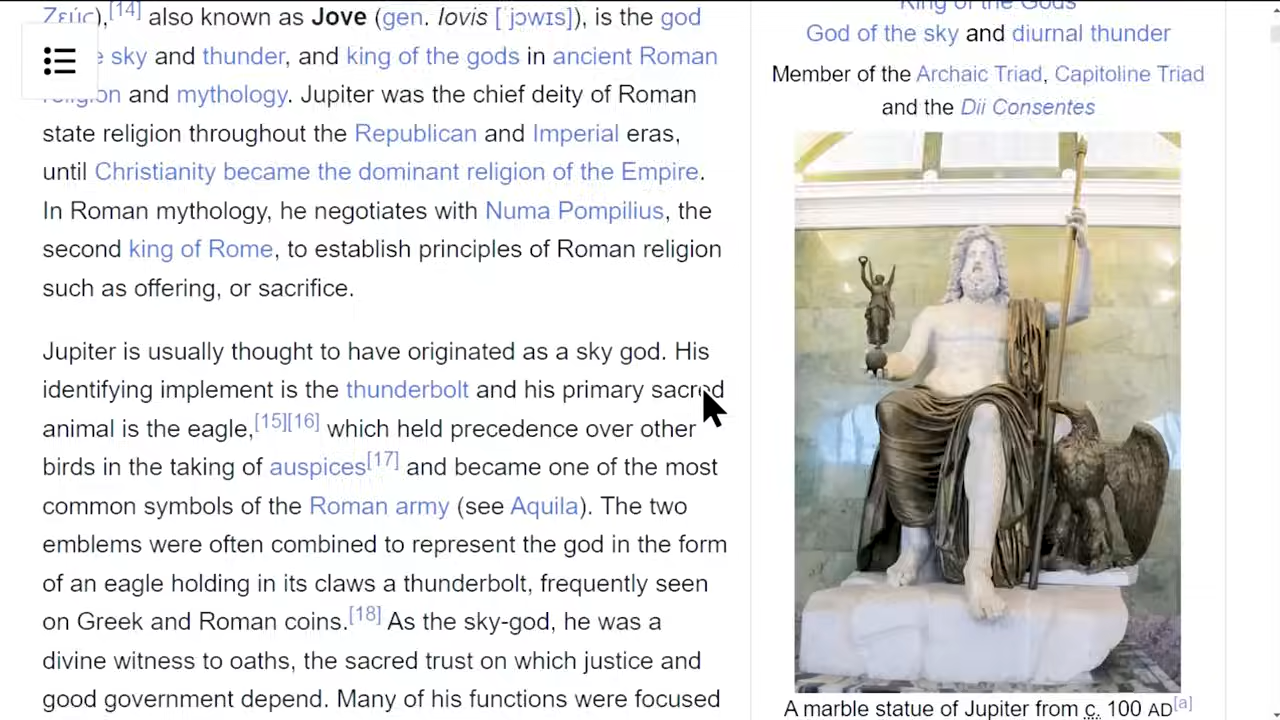 Ζεύς),[14] also known as Jove (gen. Iovis [ˈjɔwɪs]), is the god
sky and thunder, and king of the gods in ancient Roman
religion and mythology. Jupiter was the chief deity of Roman
state religion throughout the Republican and Imperial eras,
until Christianity became the dominant religion of the Empire.
In Roman mythology, he negotiates with Numa Pompilius, the
second king of Rome, to establish principles of Roman religion
such as offering, or sacrifice.
Jupiter is usually thought to have originated as a sky god. His
identifying implement is the thunderbolt and his primary sacred
animal is the eagle,[15][16] which held precedence over other
birds in the taking of auspices[17] and became one of the most
common symbols of the Roman army (see Aquila). The two
emblems were often combined to represent the god in the form
of an eagle holding in its claws a thunderbolt, frequently seen
on Greek and Roman coins.[18] As the sky-god, he was a
divine witness to oaths, the sacred trust on which justice and
good government depend. Many of his functions were focused
King of the Gods
God of the sky and diurnal thunder
Member of the Archaic Triad, Capitoline Triad
and the Dii Consentes
A marble statue of Jupiter from c. 100 AD[a]